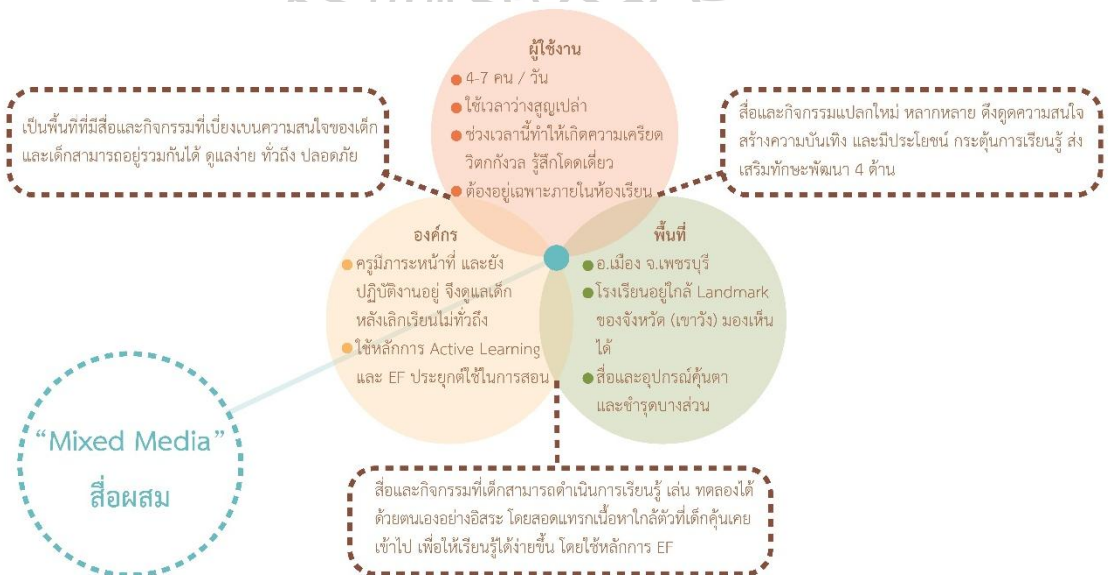 ผู้ใช้งาน
4-7 คน / วัน
ใช้เวลาว่างสูญเปล่า
ช่วงเวลานี้ทำให้เกิดความเครียด
วิตกกังวล รู้สึกโดดเดี่ยว
ต้องอยู่เฉพาะภายในห้องเรียน
เป็นพื้นที่ที่มีสื่อและกิจกรรมที่เบี่ยงเบนความสนใจของเด็ก
และเด็กสามารถอยู่รวมกันได้ ดูแลง่าย ทั่วถึง ปลอดภัย
สื่อและกิจกรรมแปลกใหม่ หลากหลาย ดึงดูดความสนใจ
สร้างความบันเทิง และมีประโยชน์ กระตุ้นการเรียนรู้ ส่ง
เสริมทักษะพัฒนา 4 ด้าน
องค์กร
ครูมีภาระหน้าที่ และยัง
ปฏิบัติงานอยู่ จึงดูแลเด็ก
หลังเลิกเรียนไม่ทั่วถึง
ใช้หลักการ Active Learning
และ EF ประยุกต์ใช้ในการสอน
พื้นที่
อ.เมือง จ.เพชรบุรี
โรงเรียนอยู่ใกล้ Landmark
ของจังหวัด (เขาวัง) มองเห็น
ได้
สื่อและอุปกรณ์คุ้นตา
และชำรุดบางส่วน
"Mixed Media"
สื่อผสม
สื่อและกิจกรรมที่เด็กสามารถดำเนินการเรียนรู้ เล่น ทดลองได้
ด้วยตนเองอย่างอิสระ โดยสอดแทรกเนื้อหาใกล้ตัวที่เด็กคุ้นเคย
เข้าไป เพื่อให้เรียนรู้ได้ง่ายขึ้น โดยใช้หลักการ EF